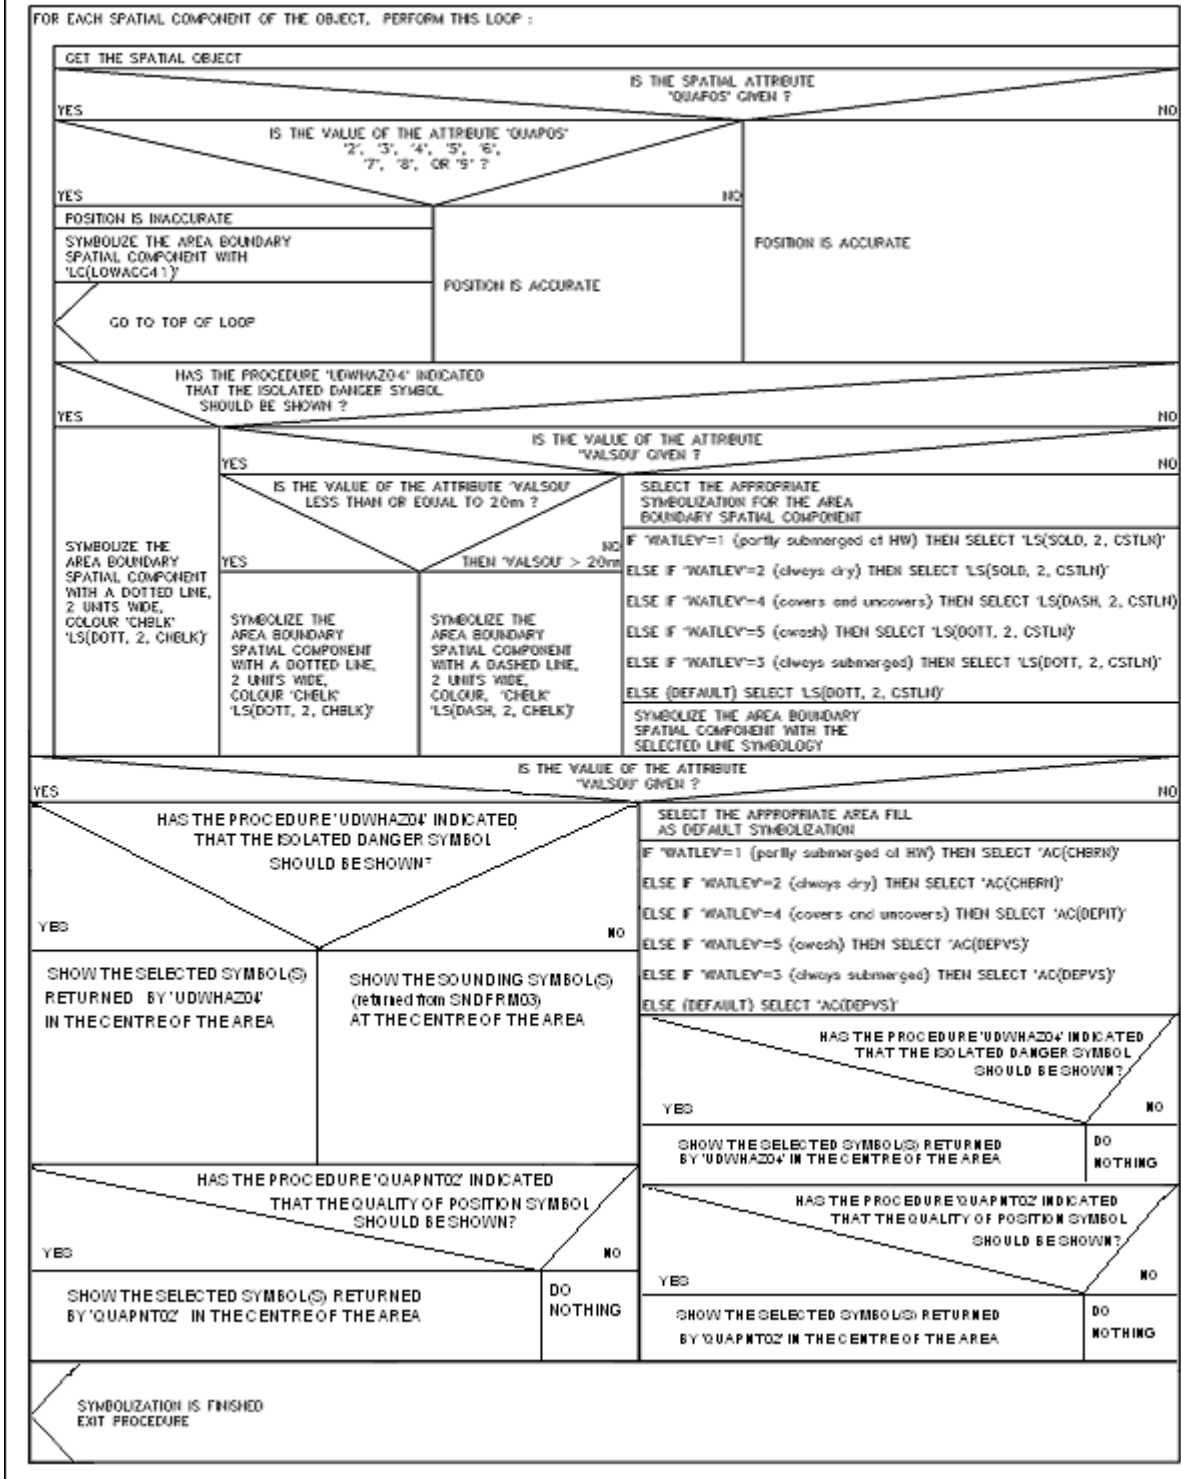 FOR EACH SPATIAL COMPONENT OF THE OBJECT, PERFORM THIS LOOP :
GET THE SPATIAL OBJECT
IS THE SPATIAL ATTRIBUTE
'QUAPOS' GIVEN ?
YES
NO
IS THE VALUE OF THE ATTRIBUTE 'QUAPOS'
'2', '3', '4', '5', '6',
'7', '8', OR '9' ?
YES
NO
POSITION IS INACCURATE
SYMBOLIZE THE AREA BOUNDARY
SPATIAL COMPONENT WITH
'LC(LOWACC41)'
GO TO TOP OF LOOP
POSITION IS ACCURATE
POSITION IS ACCURATE
HAS THE PROCEDURE 'UDWHAZ04' INDICATED
THAT THE ISOLATED DANGER SYMBOL
SHOULD BE SHOWN ?
YES
NO
SYMBOLIZE THE
AREA BOUNDARY
SPATIAL COMPONENT
WITH A DOTTED LINE,
2 UNITS WIDE,
COLOUR 'CHBLK'
'LS(DOTT, 2, CHBLK)'
IS THE VALUE OF THE ATTRIBUTE
'VALSOU' GIVEN ?
YES
NO
IS THE VALUE OF THE ATTRIBUTE 'VALSOU'
LESS THAN OR EQUAL TO 20m ?
YES
NO
THEN 'VALSOU' > 20m
SYMBOLIZE THE
AREA BOUNDARY
SPATIAL COMPONENT
WITH A DOTTED LINE,
2 UNITS WIDE,
COLOUR 'CHBLK'
'LS(DOTT, 2, CHBLK)'
SYMBOLIZE THE
AREA BOUNDARY
SPATIAL COMPONENT
WITH A DASHED LINE,
2 UNITS WIDE,
COLOUR, 'CHBLK'
'LS(DASH, 2, CHBLK)'
SELECT THE APPROPRIATE
SYMBOLIZATION FOR THE AREA
BOUNDARY SPATIAL COMPONENT
IF 'WATLEV'=1 (partly submerged at HW) THEN SELECT 'LS(SOLD, 2, CSTLN)'
ELSE IF 'WATLEV'=2 (always dry) THEN SELECT 'LS(SOLD, 2, CSTLN)'
ELSE IF 'WATLEV'=4 (covers and uncovers) THEN SELECT 'LS(DASH, 2, CSTLN)
ELSE IF 'WATLEV'=5 (awash) THEN SELECT 'LS(DOTT, 2, CSTLN)'
ELSE IF 'WATLEV'=3 (always submerged) THEN SELECT 'LS(DOTT, 2, CSTLN)'
ELSE (DEFAULT) SELECT 'LS(DOTT, 2, CSTLN)'
SYMBOLIZE THE AREA BOUNDARY
SPATIAL COMPONENT WITH THE
SELECTED LINE SYMBOLOGY
IS THE VALUE OF THE ATTRIBUTE
'VALSOU' GIVEN ?
YES
NO
HAS THE PROCEDURE 'UDWHAZ04' INDICATED
THAT THE ISOLATED DANGER SYMBOL
SHOULD BE SHOWN?
YES
NO
SHOW THE SELECTED SYMBOL(S)
RETURNED BY 'UDWHAZ04'
IN THE CENTRE OF THE AREA
SHOW THE SOUNDING SYMBOL(S)
(returned from SNDFRM03)
AT THE CENTRE OF THE AREA
HAS THE PROCEDURE 'QUAPNT02' INDICATED
THAT THE QUALITY OF POSITION SYMBOL
SHOULD BE SHOWN?
YES
NO
SHOW THE SELECTED SYMBOL(S) RETURNED
BY 'QUAPNT02' IN THE CENTRE OF THE AREA
DO
NOTHING
SELECT THE APPROPRIATE AREA FILL
AS DEFAULT SYMBOLIZATION
IF 'WATLEV'=1 (partly submerged at HW) THEN SELECT 'AC(CHBRN)'
ELSE IF 'WATLEV'=2 (always dry) THEN SELECT 'AC(CHBRN)'
ELSE IF 'WATLEV'=4 (covers and uncovers) THEN SELECT 'AC(DEPIT)'
ELSE IF 'WATLEV'=5 (awash) THEN SELECT 'AC(DEPVS)'
ELSE IF 'WATLEV'=3 (always submerged) THEN SELECT 'AC(DEPVS)'
ELSE (DEFAULT) SELECT 'AC(DEPVS)'
HAS THE PROCEDURE 'UDWHAZ04' INDICATED
THAT THE ISOLATED DANGER SYMBOL
SHOULD BE SHOWN?
YES
NO
SHOW THE SELECTED SYMBOL(S) RETURNED
BY 'UDWHAZ04' IN THE CENTRE OF THE AREA
DO
NOTHING
HAS THE PROCEDURE 'QUAPNT02' INDICATED
THAT THE QUALITY OF POSITION SYMBOL
SHOULD BE SHOWN?
YES
NO
SHOW THE SELECTED SYMBOL(S) RETURNED
BY 'QUAPNT02' IN THE CENTRE OF THE AREA
DO
NOTHING
SYMBOLIZATION IS FINISHED
EXIT PROCEDURE